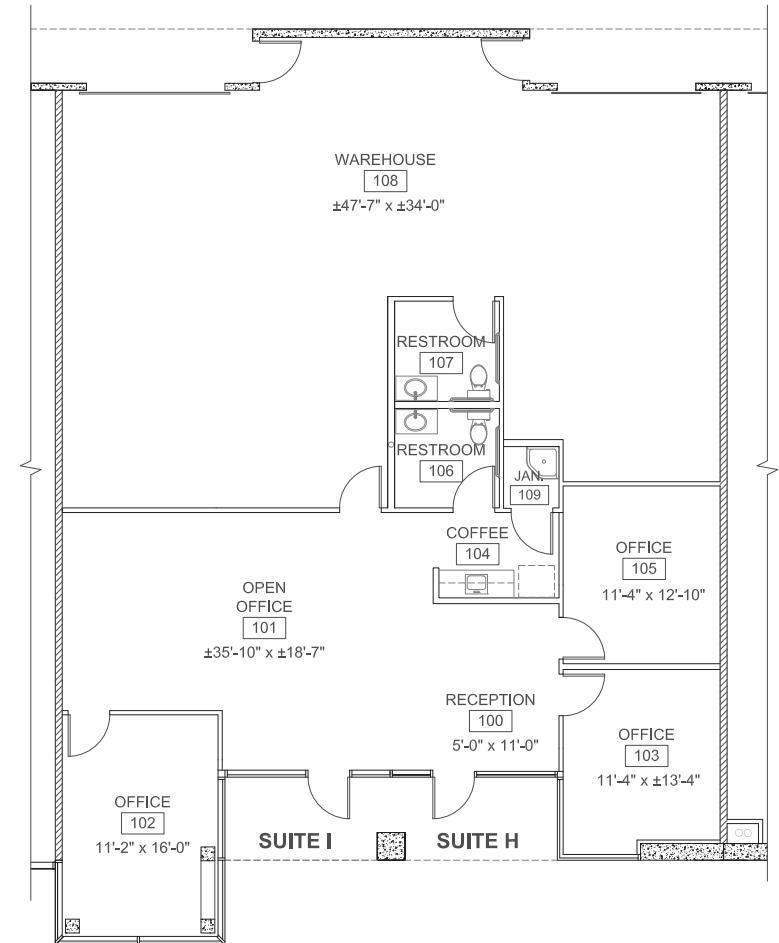 WAREHOUSE
108
±47'-7" x ±34'-0"
RESTROOM
107
RESTROOM
106
JAN.
109
COFFEE
104
OFFICE
105
11'-4" x 12'-10"
OPEN
OFFICE
101
±35'-10" x ±18'-7"
RECEPTION
100
5'-0" x 11'-0"
OFFICE
103
11'-4" x ±13'-4"
OFFICE
102
11'-2" x 16'-0"
SUITE I
SUITE H